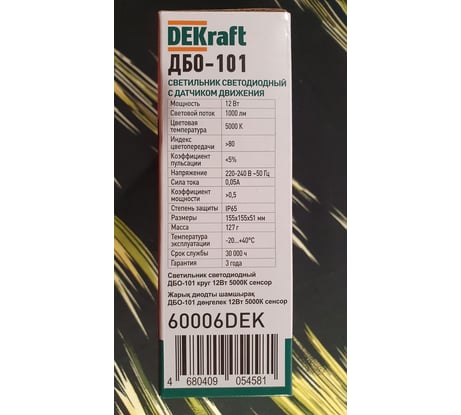 DEKraft
ДБО-101
СВЕТИЛЬНИК СВЕТОДИОДНЫЙ
С ДАТЧИКОМ ДВИЖЕНИЯ
Мощность 12 Вт
Световой поток 1000 лм
Цветовая температура 5000 К
Индекс цветопередачи >80
Коэффициент пульсации <5%
Напряжение 220-240 В ~50 Гц
Сила тока 0,05А
Коэффициент мощности >0,5
Степень защиты IP65
Размеры 155x155x51 мм
Масса 127 г
Температура эксплуатации -20...+40°C
Срок службы 30 000 ч
Гарантия 3 года
Светильник светодиодный
ДБО-101 круг 12Вт 5000К сенсор
Жарық диодты шамшырақ
ДБО-101 дөңгелек 12Вт 5000К сенсор
60006DEK
4 680409 054581